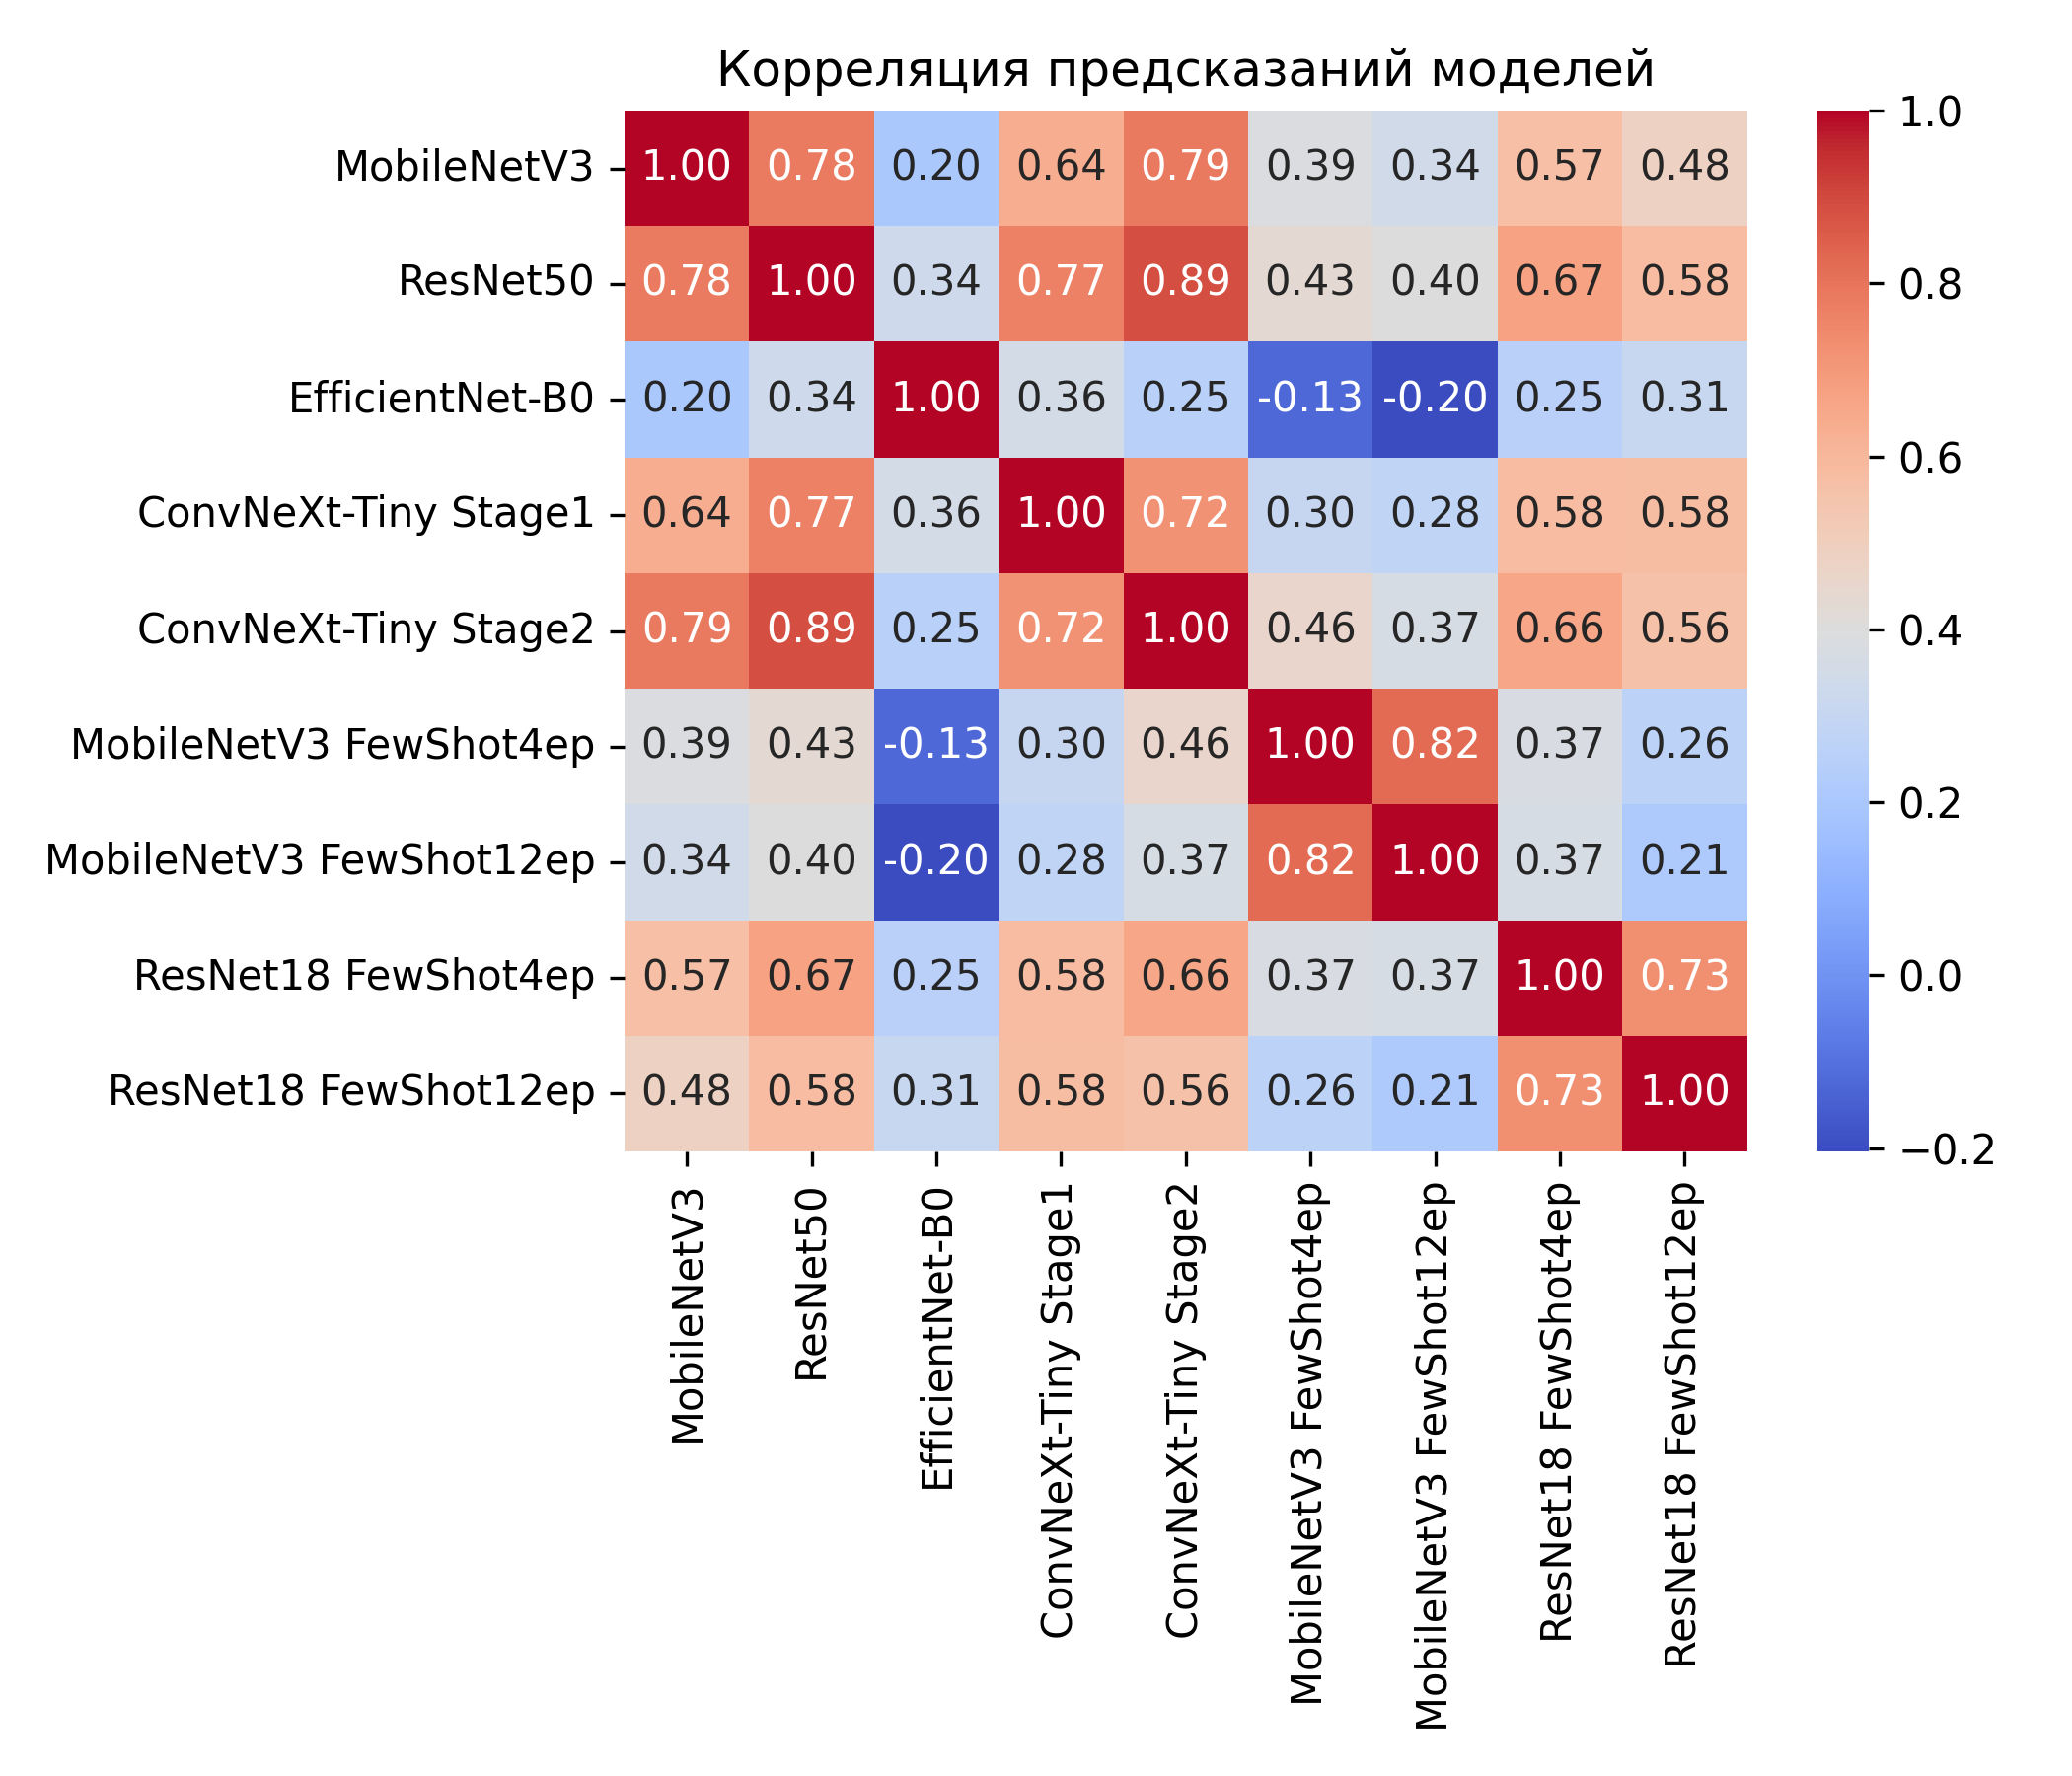 Корреляция предсказаний моделей
MobileNetV3 1.00 0.78 0.20 0.64 0.79 0.39 0.34 0.57 0.48
ResNet50 0.78 1.00 0.34 0.77 0.89 0.43 0.40 0.67 0.58
EfficientNet-B0 0.20 0.34 1.00 0.36 0.25 -0.13 -0.20 0.25 0.31
ConvNeXt-Tiny Stage1 0.64 0.77 0.36 1.00 0.72 0.30 0.28 0.58 0.58
ConvNeXt-Tiny Stage2 0.79 0.89 0.25 0.72 1.00 0.46 0.37 0.66 0.56
MobileNetV3 FewShot4ep 0.39 0.43 -0.13 0.30 0.46 1.00 0.82 0.37 0.26
MobileNetV3 FewShot12ep 0.34 0.40 -0.20 0.28 0.37 0.82 1.00 0.37 0.21
ResNet18 FewShot4ep 0.57 0.67 0.25 0.58 0.66 0.37 0.37 1.00 0.73
ResNet18 FewShot12ep 0.48 0.58 0.31 0.58 0.56 0.26 0.21 0.73 1.00
MobileNetV3
ResNet50
EfficientNet-B0
ConvNeXt-Tiny Stage1
ConvNeXt-Tiny Stage2
MobileNetV3 FewShot4ep
MobileNetV3 FewShot12ep
ResNet18 FewShot4ep
ResNet18 FewShot12ep
1.0
0.8
0.6
0.4
0.2
0.0
−0.2